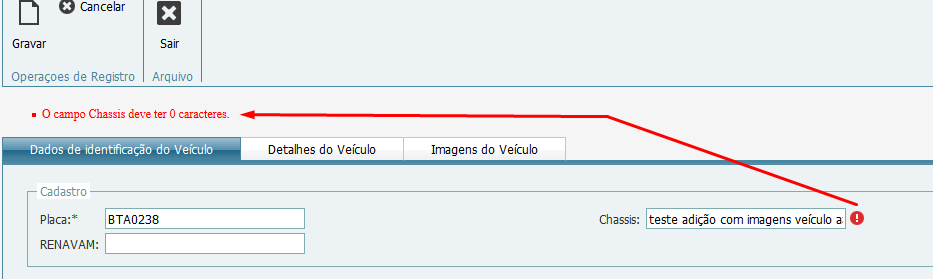 Cancelar
Gravar
Sair
Operaçoes de Registro
Arquivo
O campo Chassis deve ter 0 caracteres.
Dados de identificação do Veículo
Detalhes do Veículo
Imagens do Veículo
Cadastro
Placa:* BTA0238
Chassis: teste adição com imagens veículo a
RENAVAM: